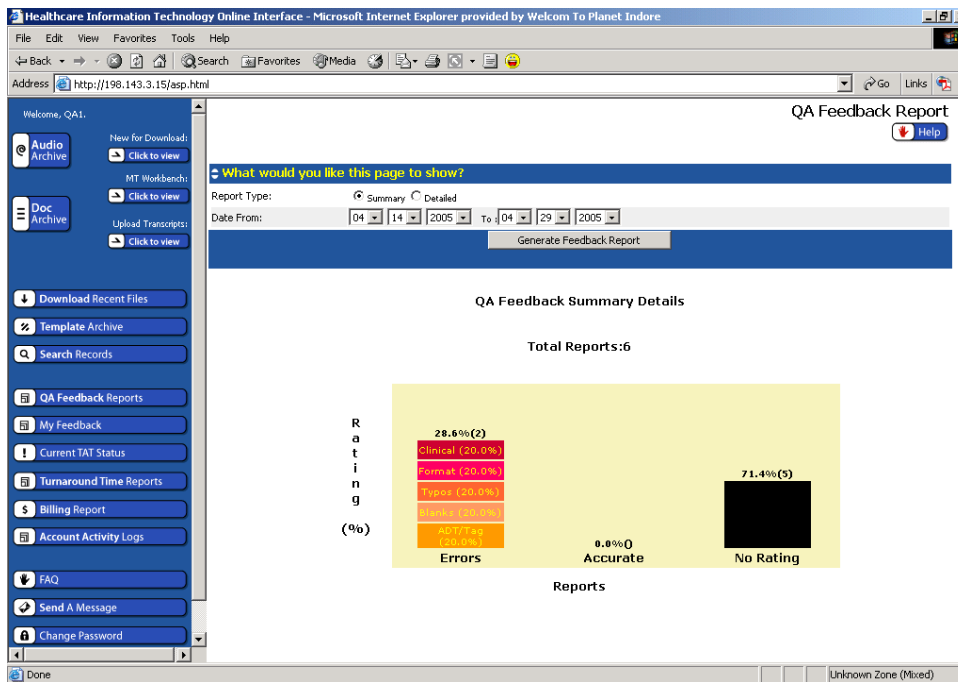 Healthcare Information Technology Online Interface - Microsoft Internet Explorer provided by Welcom To Planet Indore
File Edit View Favorites Tools Help
Back Search Favorites Media
Address http://198.143.3.15/asp.html Go Links
Welcome, QA1.
QA Feedback Report
Help
New for Download:
Audio Archive
Click to view
MT Workbench:
Click to view
Doc Archive
Upload Transcripts:
Click to view
What would you like this page to show?
Report Type: Summary Detailed
Date From: 04 14 2005 To : 04 29 2005
Generate Feedback Report
Download Recent Files
Template Archive
Search Records
QA Feedback Reports
My Feedback
Current TAT Status
Turnaround Time Reports
$ Billing Report
Account Activity Logs
FAQ
Send A Message
Change Password
QA Feedback Summary Details
Total Reports:6
Rating
(%)
28.6%(2)
Clinical (20.0%)
Format (20.0%)
Typos (20.0%)
Blanks (20.0%)
ADT/Tag
(20.0%)
Errors
0.0%()
Accurate
71.4%(5)
No Rating
Reports
Done
Unknown Zone (Mixed)